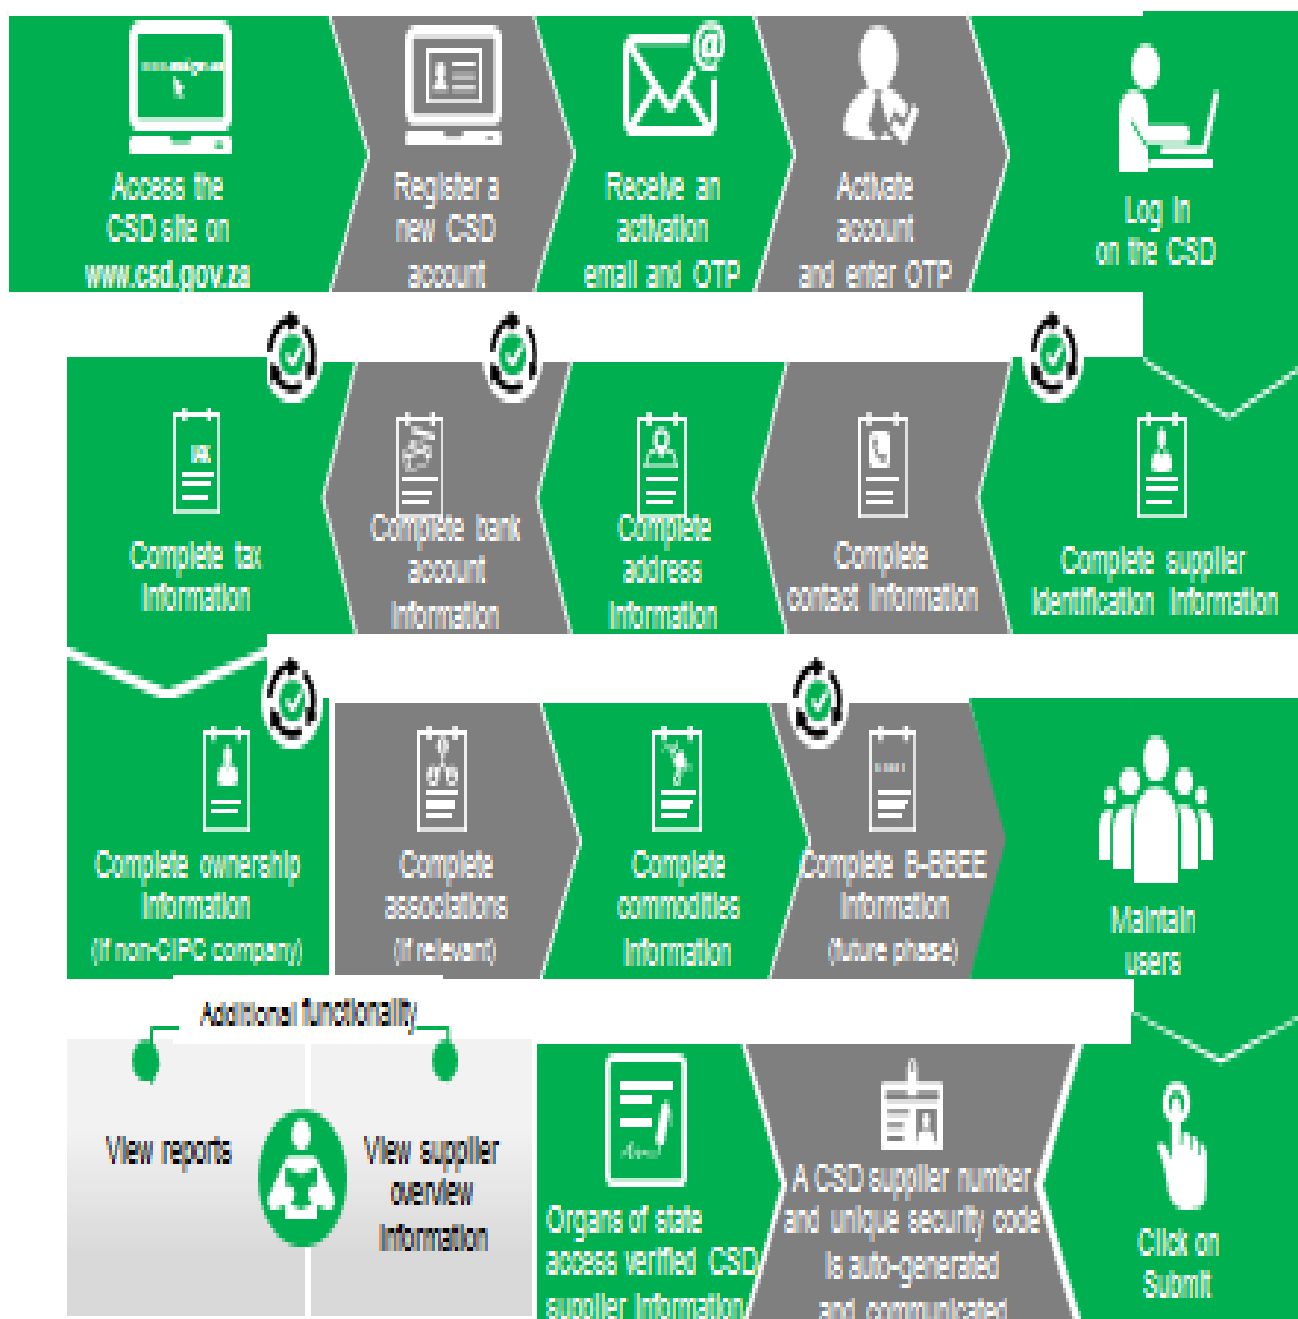 Access the
CSD site on
www.csd.gov.za
Register a
new CSD
account
Receive an
activation
email and OTP
Activate
account
and enter OTP
Log in
on the CSD
Complete supplier
Identification Information
Complete
contact Information
Complete
address
Information
Complete bank
account
Information
Complete tax
Information
Complete ownership
Information
(If non-CIPC company)
Complete
associations
(If relevant)
Complete
commodities
Information
Complete B-BBEE
Information
(future phase)
Maintain
users
Click on
Submit
A CSD supplier number
and unique security code
is auto-generated
and communicated
Organs of state
access verified CSD
supplier Information
Additional functionality
View reports
View supplier
overview
Information